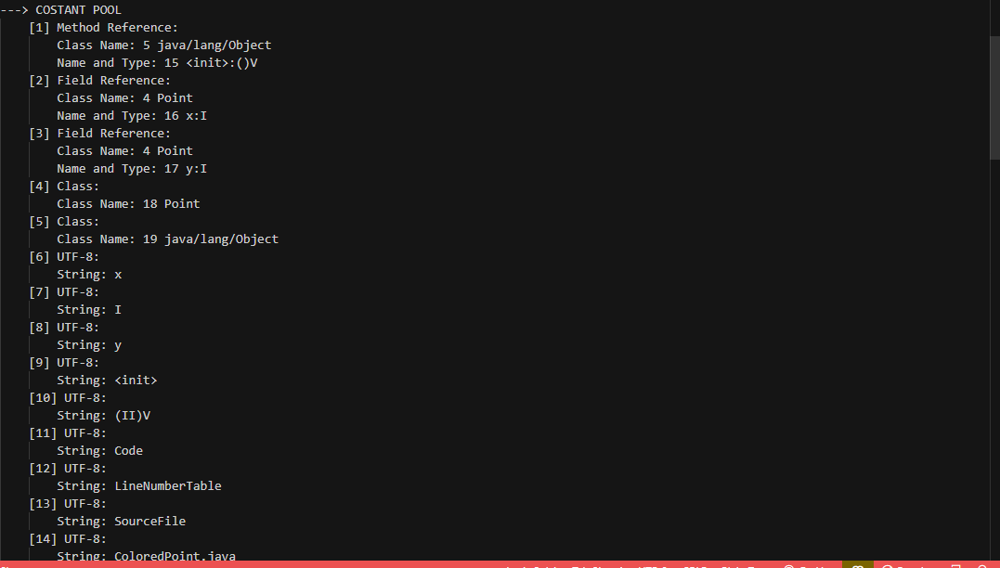 ---> COSTANT POOL
[1] Method Reference:
Class Name: 5 java/lang/Object
Name and Type: 15 <init>:()V
[2] Field Reference:
Class Name: 4 Point
Name and Type: 16 x:I
[3] Field Reference:
Class Name: 4 Point
Name and Type: 17 y:I
[4] Class:
Class Name: 18 Point
[5] Class:
Class Name: 19 java/lang/Object
[6] UTF-8:
String: x
[7] UTF-8:
String: I
[8] UTF-8:
String: y
[9] UTF-8:
String: <init>
[10] UTF-8:
String: (II)V
[11] UTF-8:
String: Code
[12] UTF-8:
String: LineNumberTable
[13] UTF-8:
String: SourceFile
[14] UTF-8:
String: ColoredPoint.java